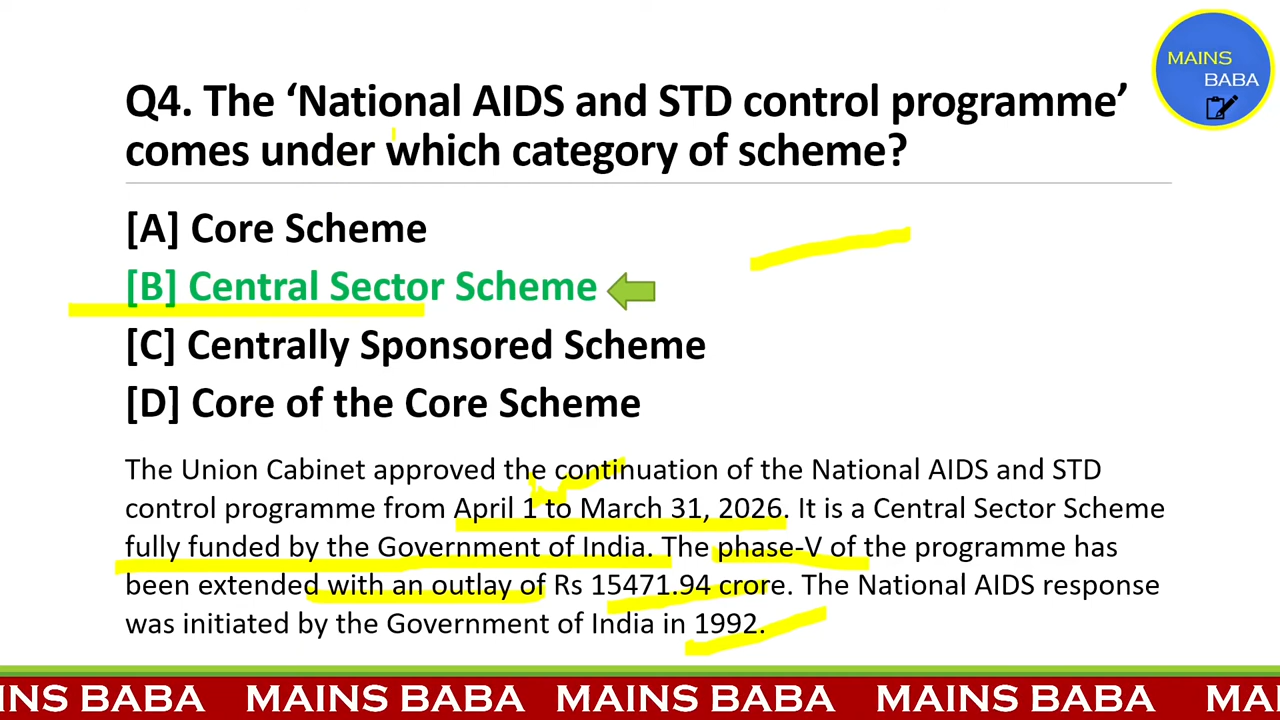 MAINS
BABA
Q4. The ‘National AIDS and STD control programme’
comes under which category of scheme?
[A] Core Scheme
[B] Central Sector Scheme
[C] Centrally Sponsored Scheme
[D] Core of the Core Scheme
The Union Cabinet approved the continuation of the National AIDS and STD
control programme from April 1 to March 31, 2026. It is a Central Sector Scheme
fully funded by the Government of India. The phase-V of the programme has
been extended with an outlay of Rs 15471.94 crore. The National AIDS response
was initiated by the Government of India in 1992.
INS BABA MAINS BABA MAINS BABA MAINS BABA MA